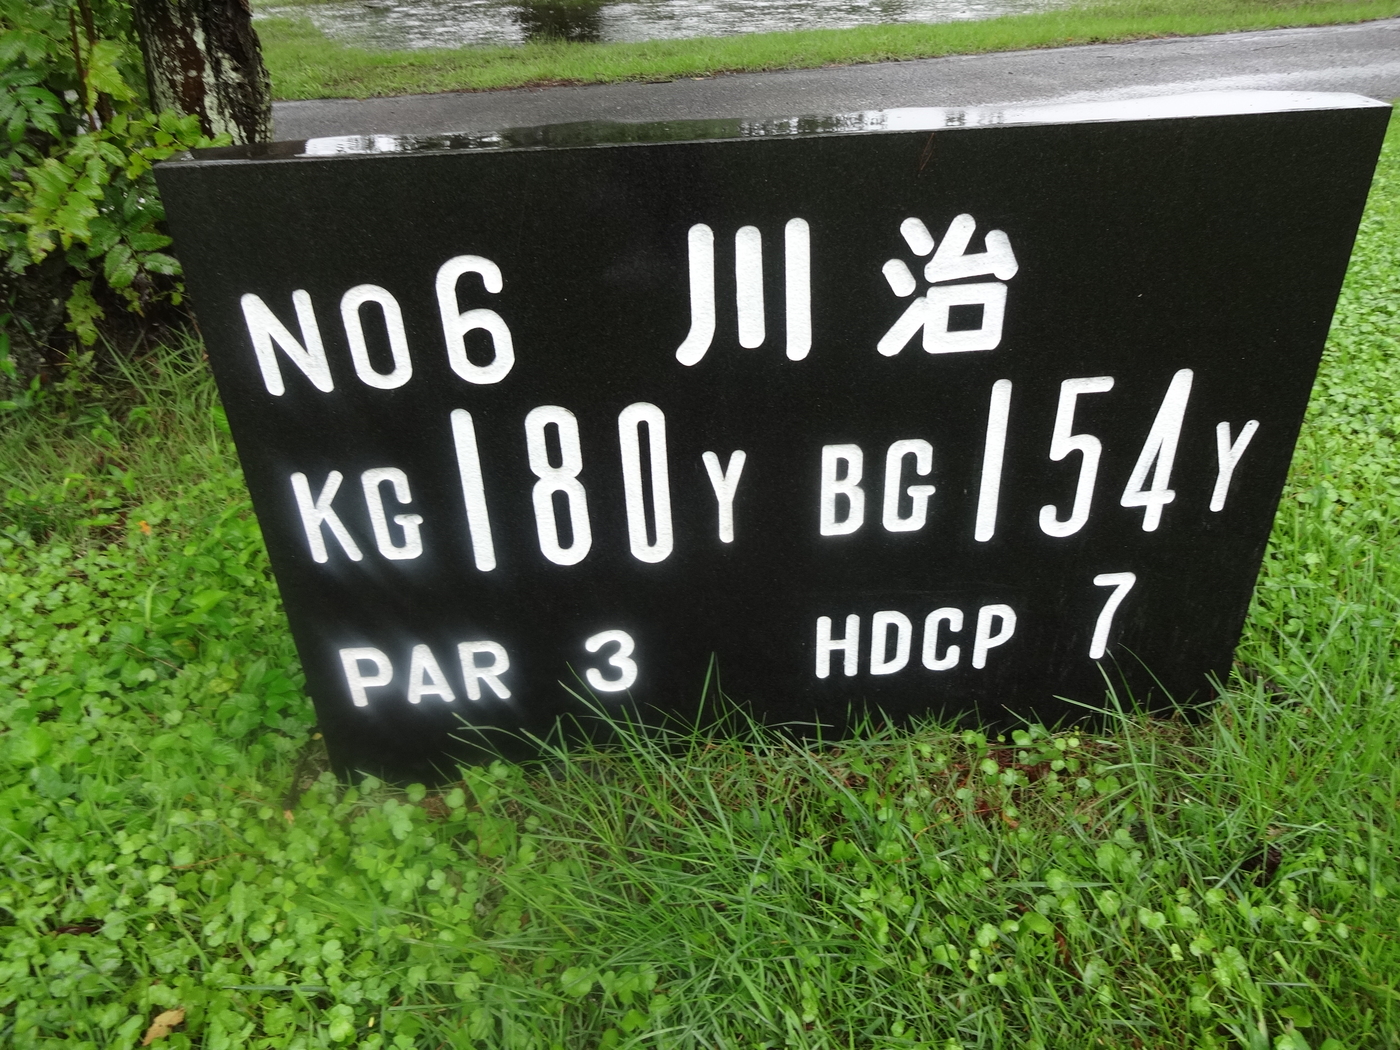 NO6 川治
KG 180Y BG 154Y
PAR 3 HDCP 7